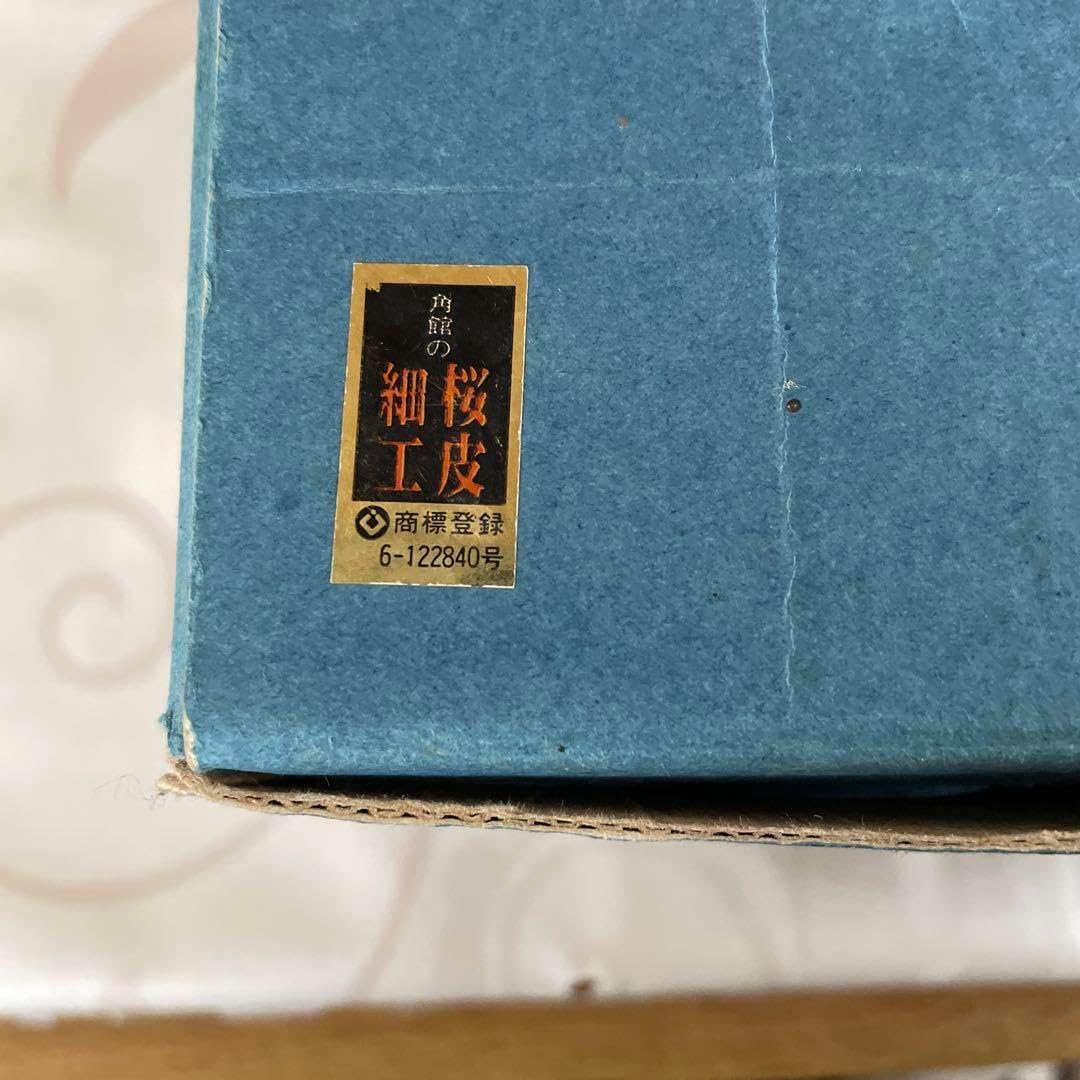 角館の
桜皮
細工
商標登録
6-122840号